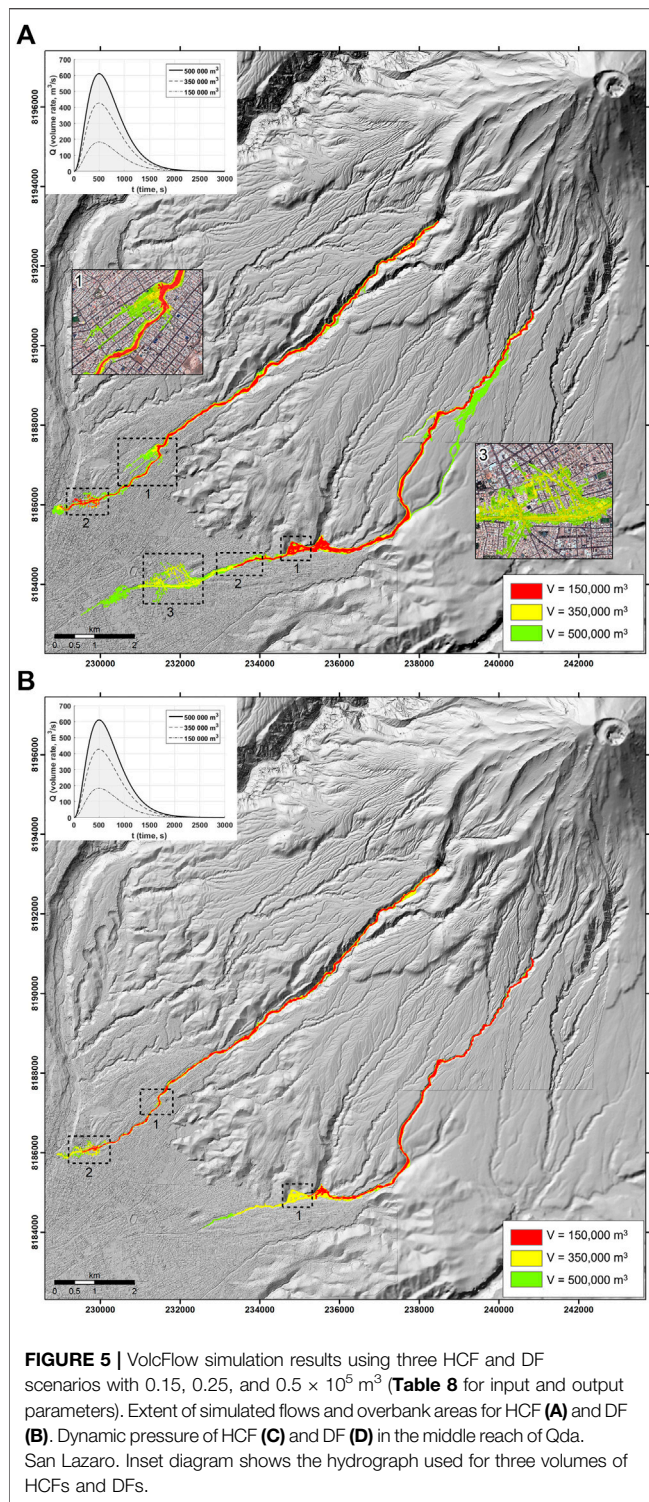 A
Q (volume rate, m³/s)
700
600
500
400
300
200
100
0
0 500 1000 1500 2000 2500 3000
t (time, s)
500 000 m³
350 000 m³
150 000 m³
8196000
8194000
8192000
8190000
8188000
8186000
8184000
1
3
1
2
1
2
3
km
0 0.5 1 2
V = 150,000 m³
V = 350,000 m³
V = 500,000 m³
230000 232000 234000 236000 238000 240000 242000
B
Q (volume rate, m³/s)
700
600
500
400
300
200
100
0
0 500 1000 1500 2000 2500 3000
t (time, s)
500 000 m³
350 000 m³
150 000 m³
8196000
8194000
8192000
8190000
8188000
8186000
8184000
1
2
1
km
0 0.5 1 2
V = 150,000 m³
V = 350,000 m³
V = 500,000 m³
230000 232000 234000 236000 238000 240000 242000
FIGURE 5 | VolcFlow simulation results using three HCF and DF
scenarios with 0.15, 0.25, and 0.5 × 10⁵ m³ (Table 8 for input and output
parameters). Extent of simulated flows and overbank areas for HCF (A) and DF
(B). Dynamic pressure of HCF (C) and DF (D) in the middle reach of Qda.
San Lazaro. Inset diagram shows the hydrograph used for three volumes of
HCFs and DFs.